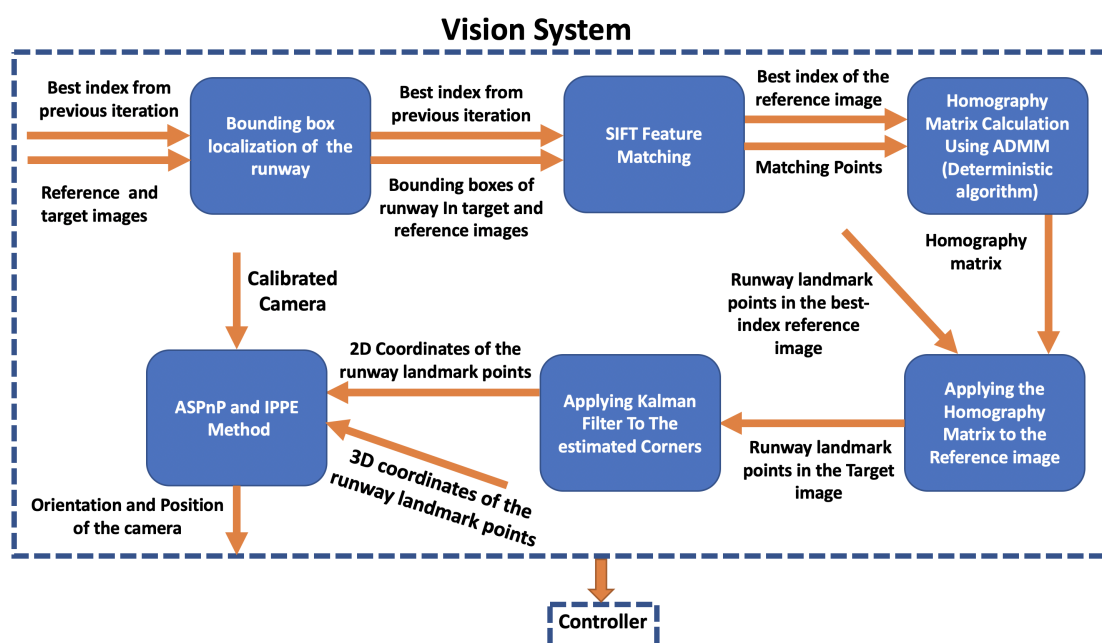 Vision System
Best index from
previous iteration
Reference and
target images
Bounding box
localization of the
runway
Best index from
previous iteration
Bounding boxes of
runway In target and
reference images
SIFT Feature
Matching
Best index of the
reference image
Matching Points
Homography
Matrix Calculation
Using ADMM
(Deterministic
algorithm)
Homography
matrix
Runway landmark
points in the best-
index reference
image
Calibrated
Camera
ASPnP and IPPE
Method
2D Coordinates of the
runway landmark points
3D coordinates of the
runway landmark points
Applying Kalman
Filter To The
estimated Corners
Runway landmark
points in the Target
image
Applying the
Homography
Matrix to the
Reference image
Orientation and Position
of the camera
Controller